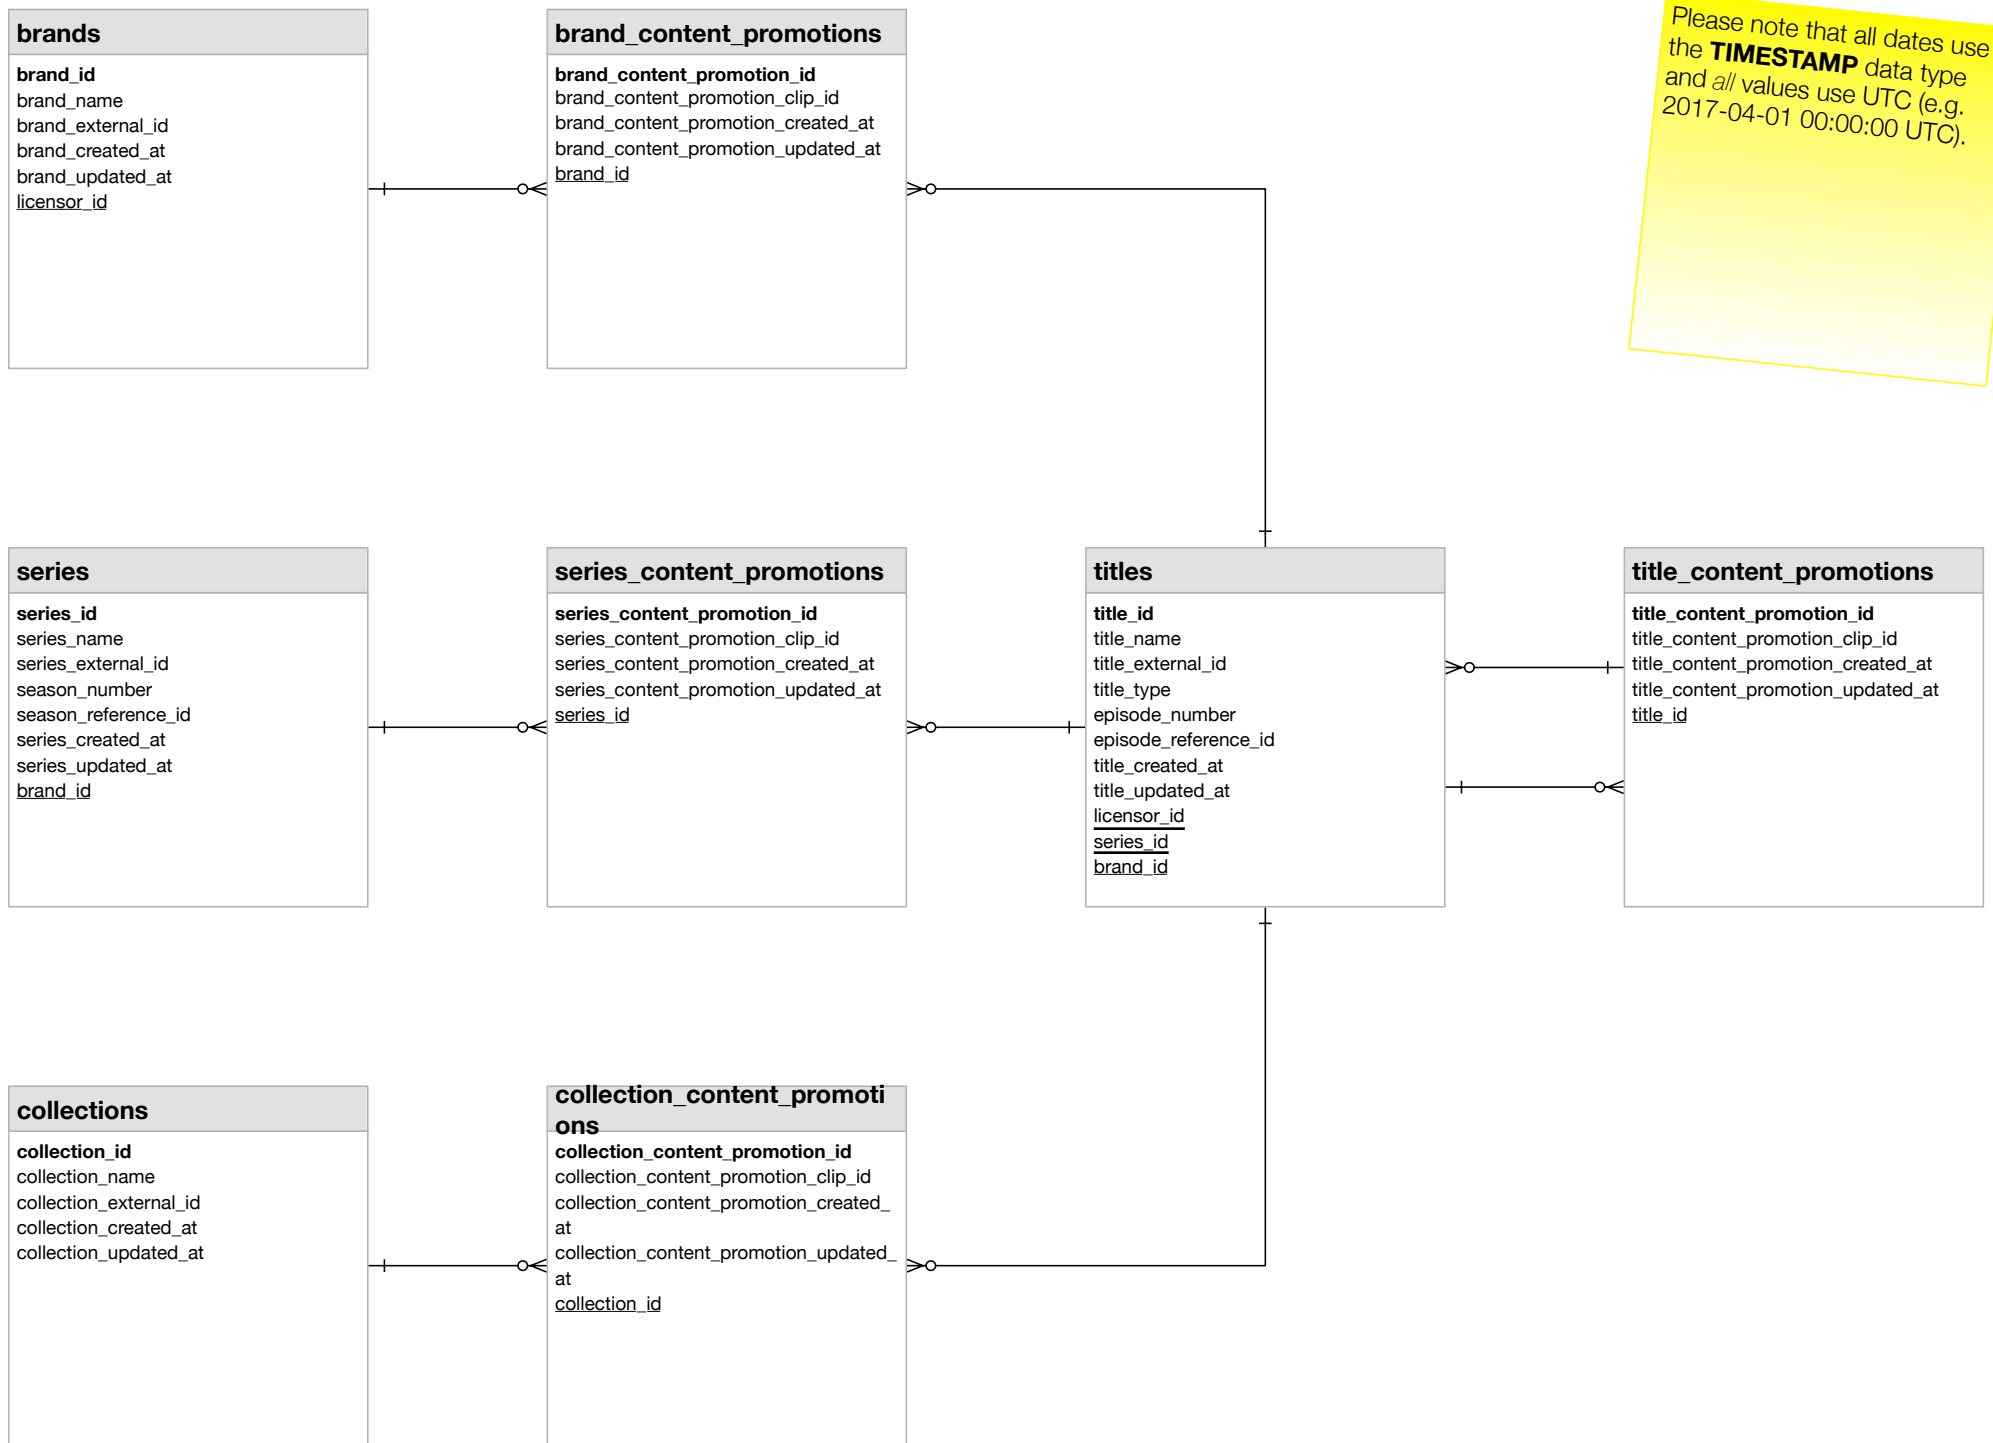 brands
brand_id
brand_name
brand_external_id
brand_created_at
brand_updated_at
licensor_id
brand_content_promotions
brand_content_promotion_id
brand_content_promotion_clip_id
brand_content_promotion_created_at
brand_content_promotion_updated_at
brand_id
Please note that all dates use
the TIMESTAMP data type
and all values use UTC (e.g.
2017-04-01 00:00:00 UTC).
series
series_id
series_name
series_external_id
season_number
season_reference_id
series_created_at
series_updated_at
brand_id
series_content_promotions
series_content_promotion_id
series_content_promotion_clip_id
series_content_promotion_created_at
series_content_promotion_updated_at
series_id
titles
title_id
title_name
title_external_id
title_type
episode_number
episode_reference_id
title_created_at
title_updated_at
licensor_id
series_id
brand_id
title_content_promotions
title_content_promotion_id
title_content_promotion_clip_id
title_content_promotion_created_at
title_content_promotion_updated_at
title_id
collections
collection_id
collection_name
collection_external_id
collection_created_at
collection_updated_at
collection_content_promoti
ons
collection_content_promotion_id
collection_content_promotion_clip_id
collection_content_promotion_created_
at
collection_content_promotion_updated_
at
collection_id